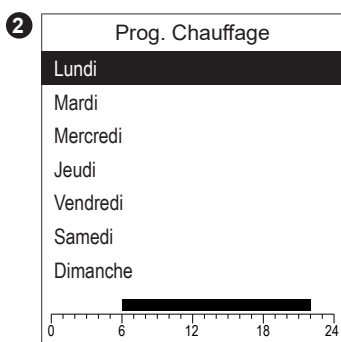 2
Prog. Chauffage
Lundi
Mardi
Mercredi
Jeudi
Vendredi
Samedi
Dimanche
0 6 12 18 24